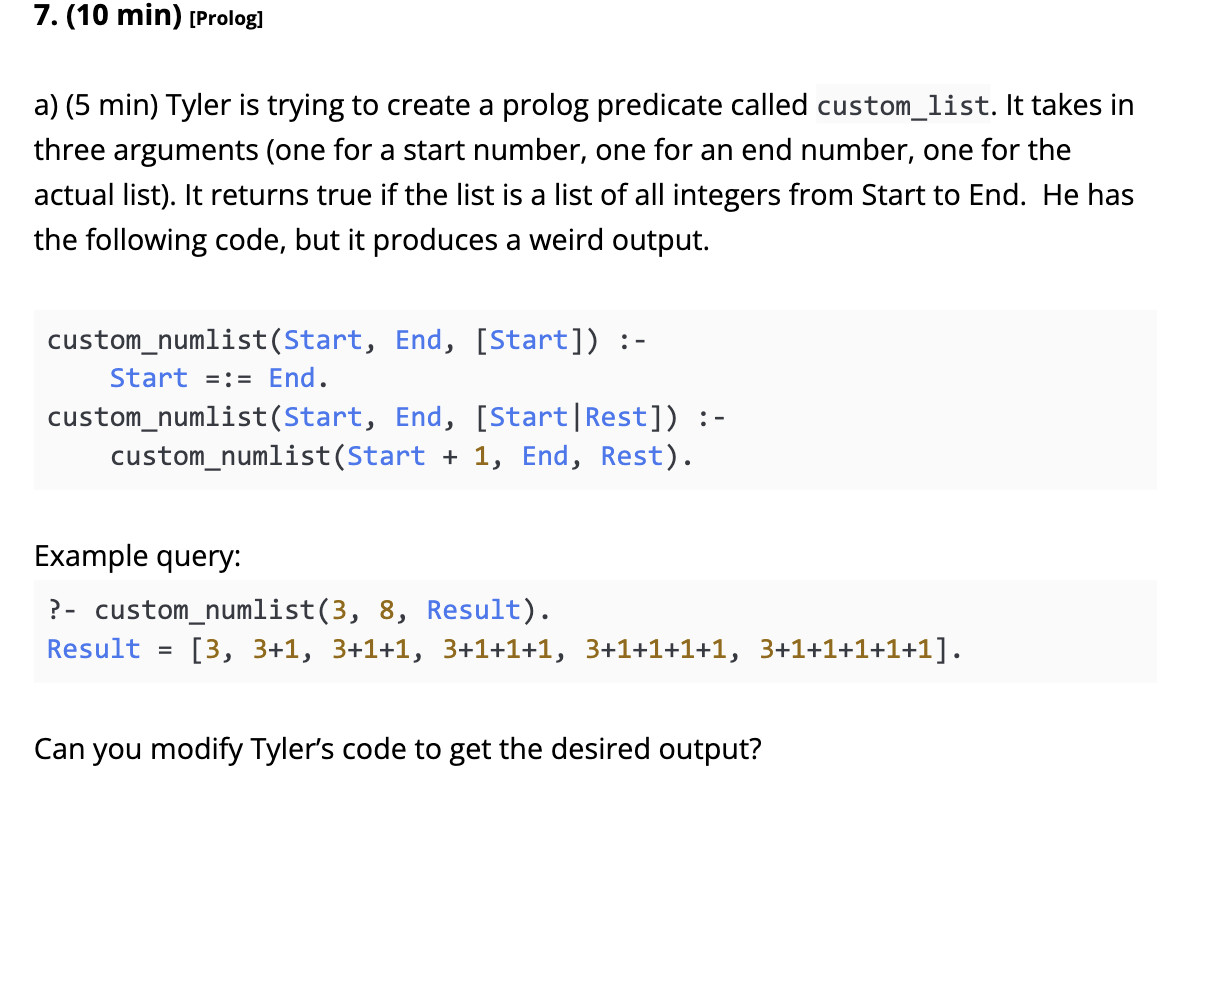 7. (10 min) [Prolog]
a) (5 min) Tyler is trying to create a prolog predicate called custom_list. It takes in
three arguments (one for a start number, one for an end number, one for the
actual list). It returns true if the list is a list of all integers from Start to End.  He has
the following code, but it produces a weird output.
custom_numlist(Start, End, [Start]) :-
    Start =:= End.
custom_numlist(Start, End, [Start|Rest]) :-
    custom_numlist(Start + 1, End, Rest).
Example query:
?- custom_numlist(3, 8, Result).
Result = [3, 3+1, 3+1+1, 3+1+1+1, 3+1+1+1+1, 3+1+1+1+1+1].
Can you modify Tyler’s code to get the desired output?